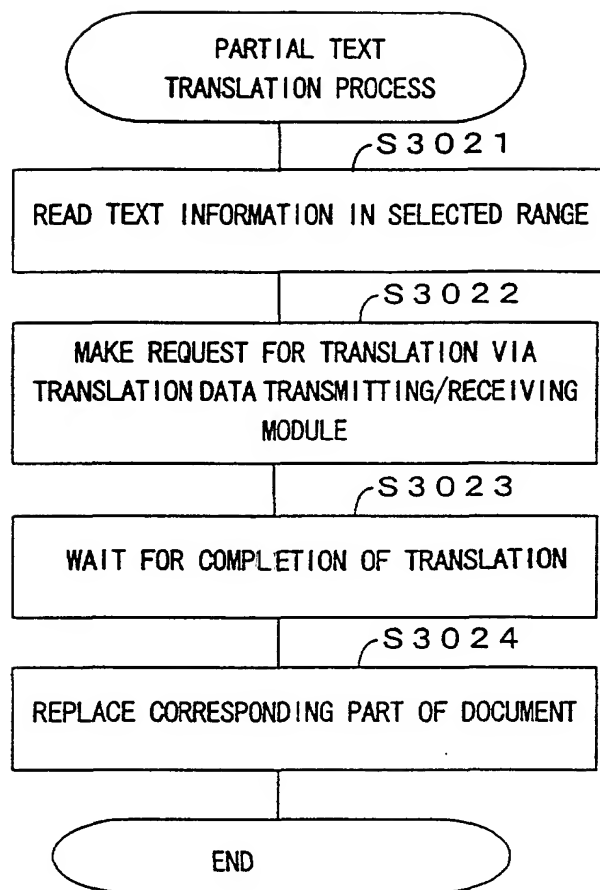 PARTIAL TEXT
TRANSLATION PROCESS
S3021
READ TEXT INFORMATION IN SELECTED RANGE
S3022
MAKE REQUEST FOR TRANSLATION VIA
TRANSLATION DATA TRANSMITTING/RECEIVING
MODULE
S3023
WAIT FOR COMPLETION OF TRANSLATION
S3024
REPLACE CORRESPONDING PART OF DOCUMENT
END